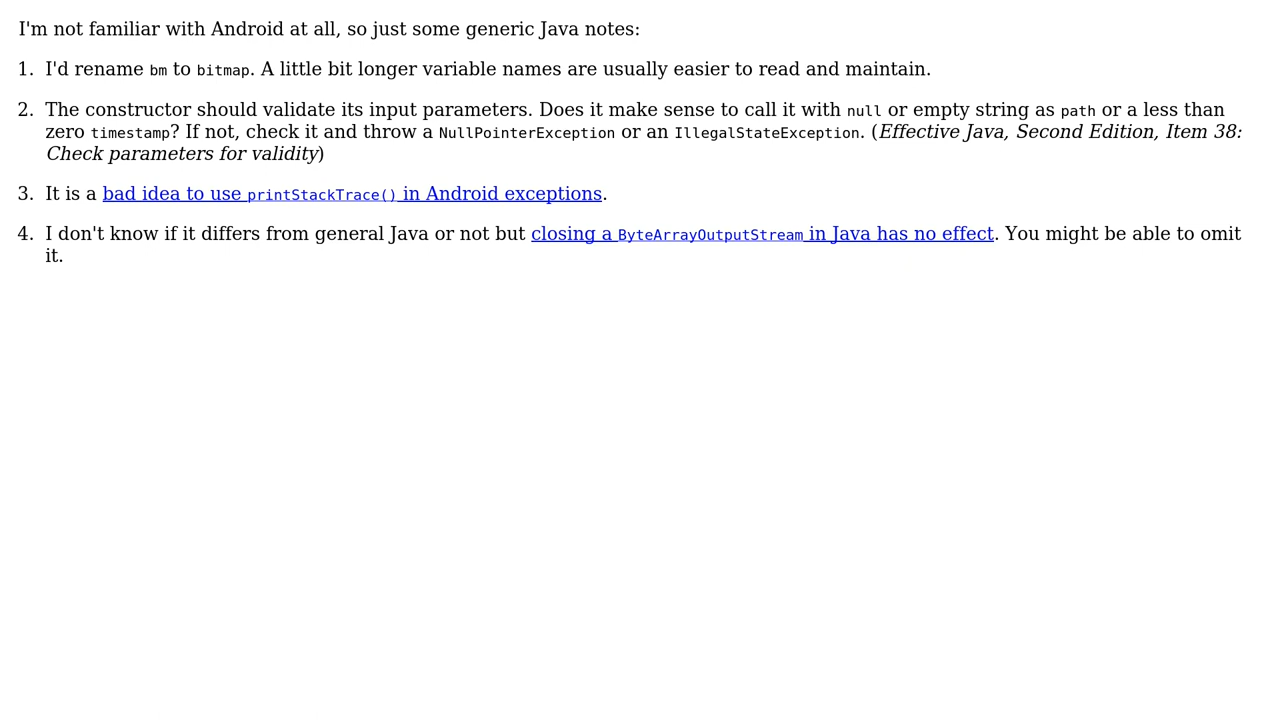 I'm not familiar with Android at all, so just some generic Java notes:
1. I'd rename bm to bitmap. A little bit longer variable names are usually easier to read and maintain.
2. The constructor should validate its input parameters. Does it make sense to call it with null or empty string as path or a less than
zero timestamp? If not, check it and throw a NullPointerException or an IllegalStateException. (Effective Java, Second Edition, Item 38:
Check parameters for validity)
3. It is a bad idea to use printStackTrace() in Android exceptions.
4. I don't know if it differs from general Java or not but closing a ByteArrayOutputStream in Java has no effect. You might be able to omit
it.